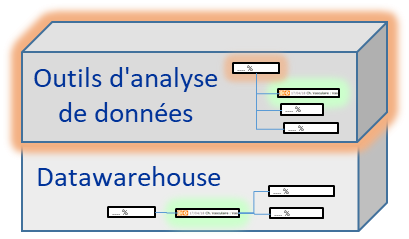 Outils d'analyse
de données
.... %
.... %
.... %
Datawarehouse
.... %
.... %
.... %